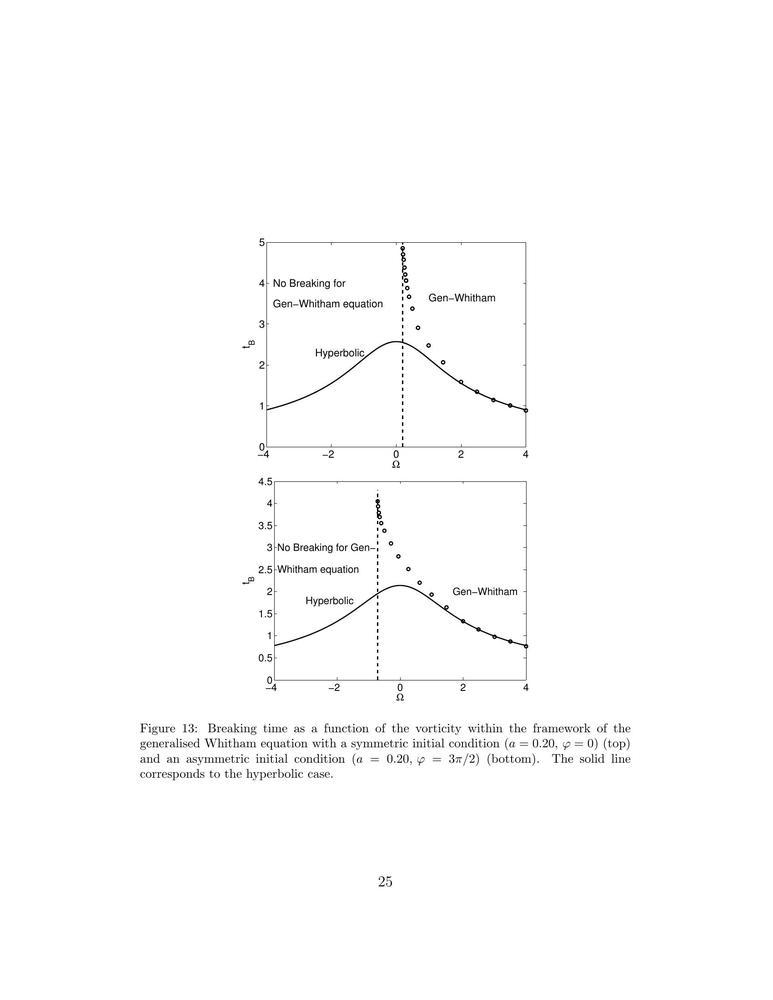 5
4
3
2
1
0
−4
−2
0
2
4
t_B
Ω
No Breaking for
Gen−Whitham equation
Gen−Whitham
Hyperbolic
4.5
4
3.5
3
2.5
2
1.5
1
0.5
0
−4
−2
0
2
4
t_B
Ω
No Breaking for Gen−
Whitham equation
Gen−Whitham
Hyperbolic
Figure 13: Breaking time as a function of the vorticity within the framework of the
generalised Whitham equation with a symmetric initial condition (a = 0.20, φ = 0) (top)
and an asymmetric initial condition (a = 0.20, φ = 3π/2) (bottom). The solid line
corresponds to the hyperbolic case.
25